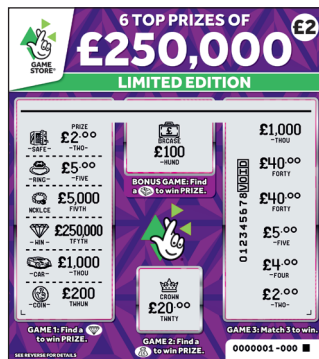 6 TOP PRIZES OF
£2
£250,000
GAME
STORE
LIMITED EDITION
PRIZE
£2.00
-SAFE- -TWO-
£5.00
-RING- -FIVE
£5,000
NCKLCE FIVTH
£250,000
-WIN- TFYTH
£1,000
-CAR- -THOU
£200
-COIN- TWHUN
BRCASE
£100
-HUND
BONUS GAME: Find
a to win PRIZE.
CROWN
£20.00
TWNTY
£1,000
-THOU
£40.00
FORTY
£40.00
FORTY
£5.00
-FIVE
£4.00
-FOUR
£2.00
-TWO-
012345678 VOID
GAME 1: Find a
to win PRIZE.
GAME 2: Find a
to win PRIZE.
GAME 3: Match 3 to win.
SEE REVERSE FOR DETAILS
0000001-000